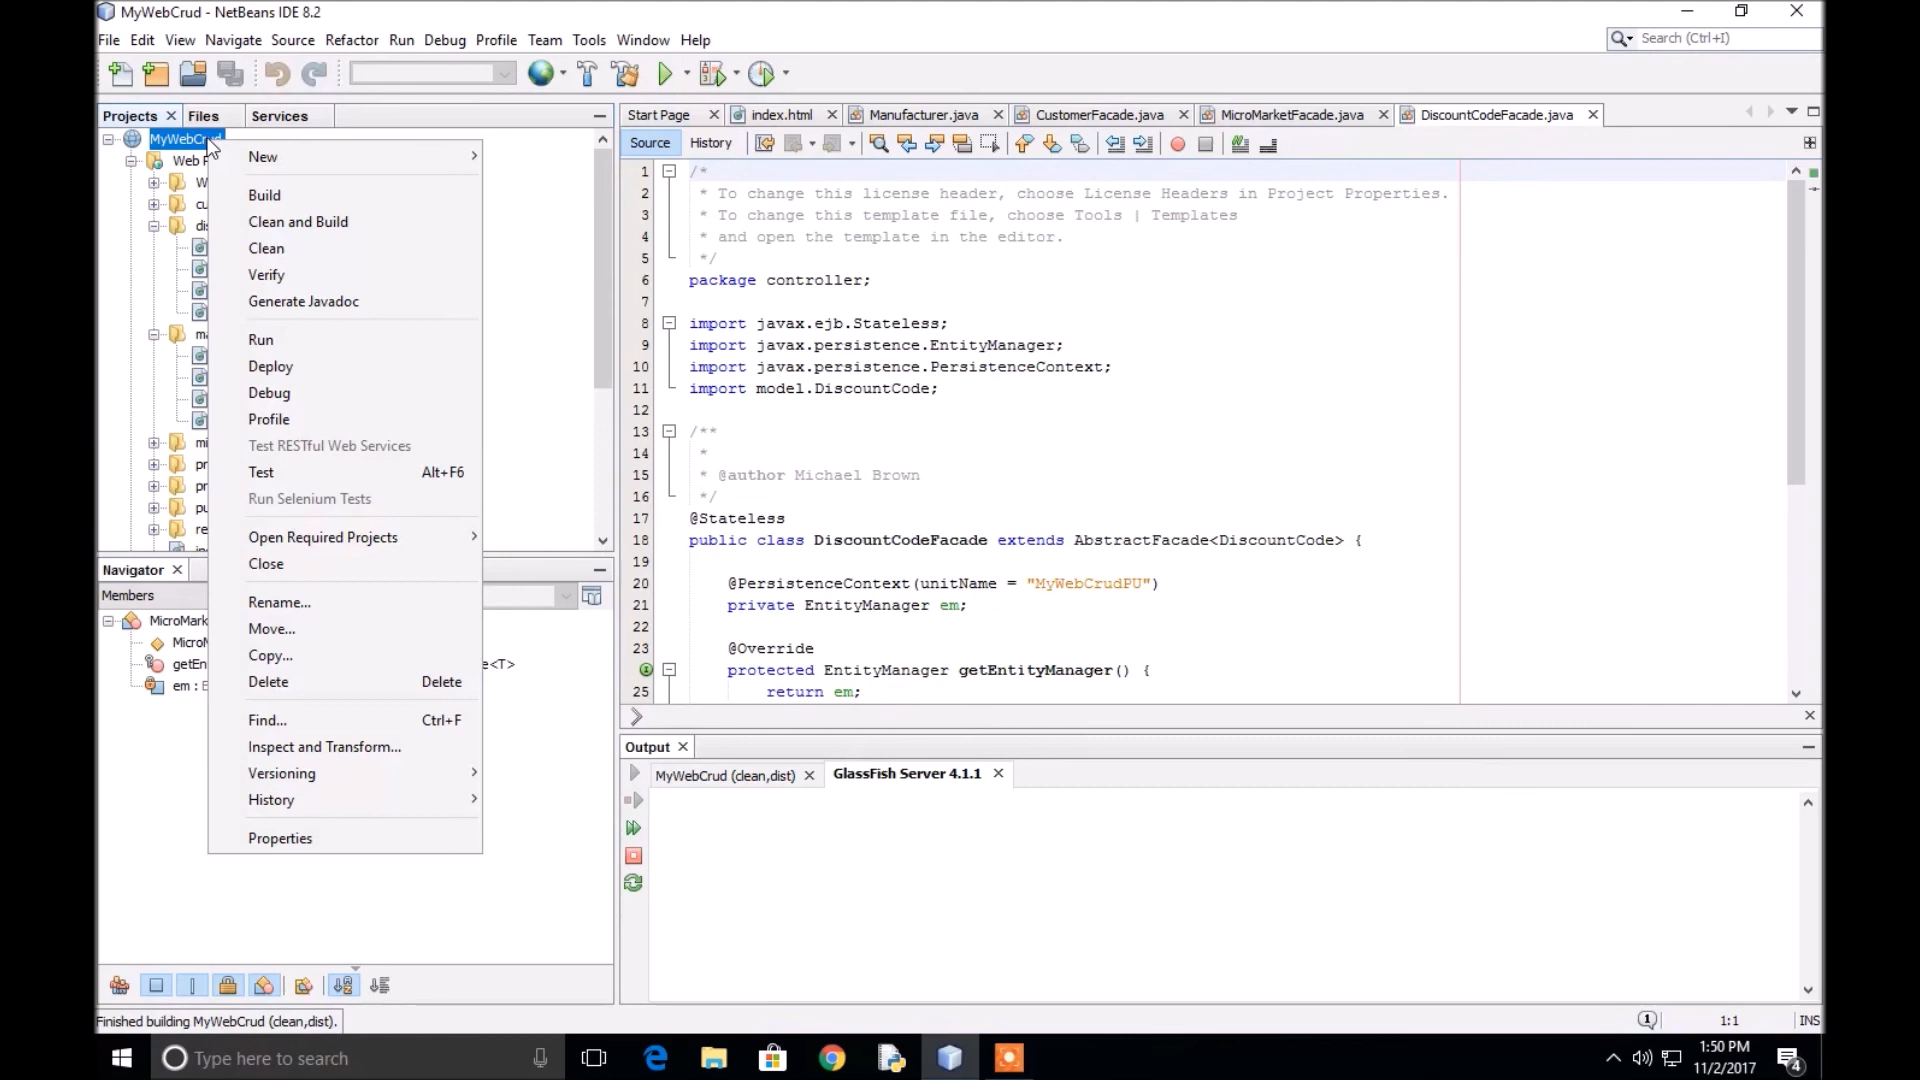 MyWebCrud - NetBeans IDE 8.2
File Edit View Navigate Source Refactor Run Debug Profile Team Tools Window Help
Search (Ctrl+I)
Projects Files Services
MyWebCrud
Web
New
Build
Clean and Build
Clean
Verify
Generate Javadoc
Run
Deploy
Debug
Profile
Test RESTful Web Services
Test Alt+F6
Run Selenium Tests
Open Required Projects
Close
Rename...
Move...
Copy...
Delete Delete
Find... Ctrl+F
Inspect and Transform...
Versioning
History
Properties
Navigator
Members
<T>
em :
Start Page index.html Manufacturer.java CustomerFacade.java MicroMarketFacade.java DiscountCodeFacade.java
Source History
1 /*
2 * To change this license header, choose License Headers in Project Properties.
3 * To change this template file, choose Tools | Templates
4 * and open the template in the editor.
5 */
6 package controller;
7
8 import javax.ejb.Stateless;
9 import javax.persistence.EntityManager;
10 import javax.persistence.PersistenceContext;
11 import model.DiscountCode;
12
13 /**
14 *
15 * @author Michael Brown
16 */
17 @Stateless
18 public class DiscountCodeFacade extends AbstractFacade<DiscountCode> {
19
20 @PersistenceContext(unitName = "MyWebCrudPU")
21 private EntityManager em;
22
23 @Override
24 protected EntityManager getEntityManager() {
25 return em;
Output
MyWebCrud (clean,dist) GlassFish Server 4.1.1
Finished building MyWebCrud (clean,dist).
1
1:1 INS
Type here to search
1:50 PM
11/2/2017
4